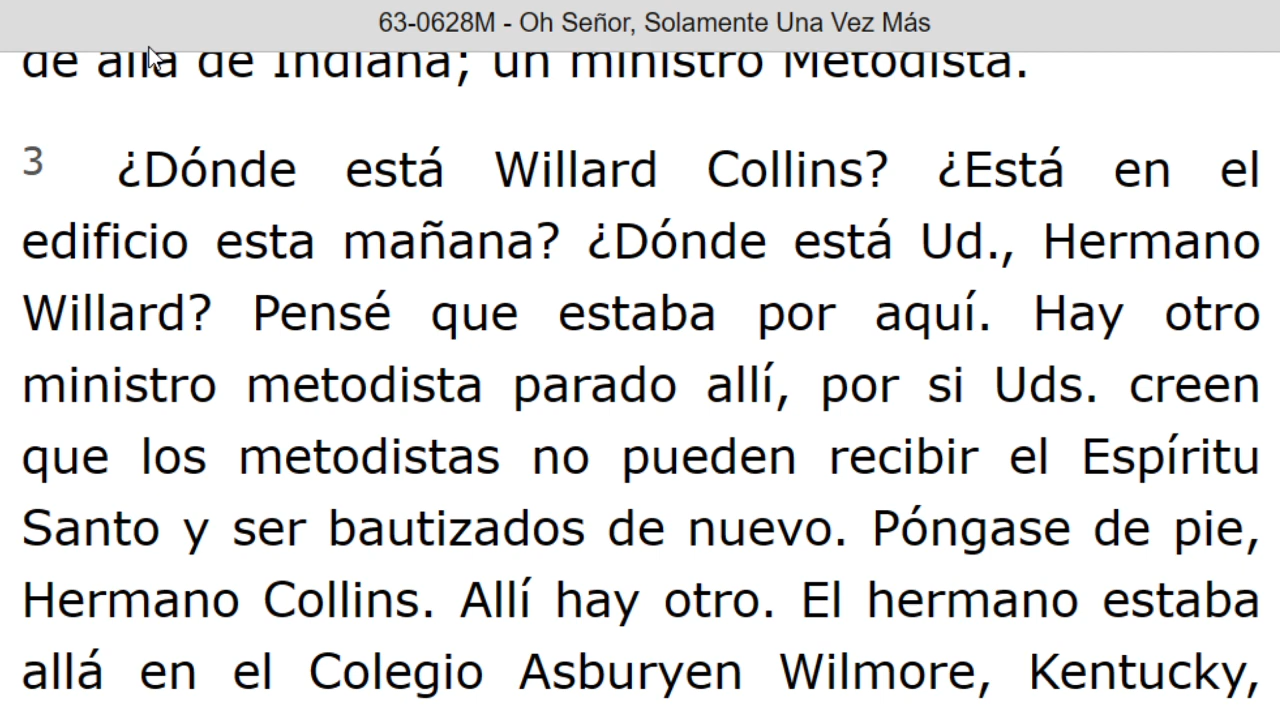 63-0628M - Oh Señor, Solamente Una Vez Más
de allá de Indiana; un ministro Metodista.
3 ¿Dónde está Willard Collins? ¿Está en el
edificio esta mañana? ¿Dónde está Ud., Hermano
Willard? Pensé que estaba por aquí. Hay otro
ministro metodista parado allí, por si Uds. creen
que los metodistas no pueden recibir el Espíritu
Santo y ser bautizados de nuevo. Póngase de pie,
Hermano Collins. Allí hay otro. El hermano estaba
allá en el Colegio Asburyen Wilmore, Kentucky,